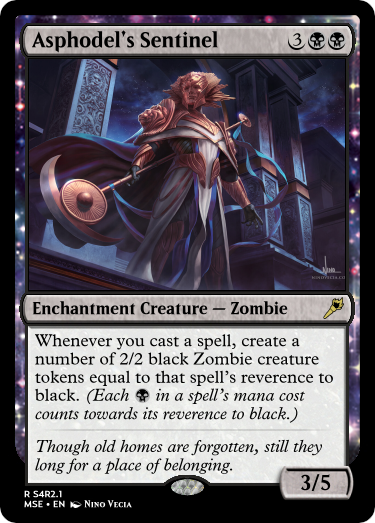 Asphodel's Sentinel 3
Enchantment Creature — Zombie
Whenever you cast a spell, create a
number of 2/2 black Zombie creature
tokens equal to that spell's reverence to
black. (Each in a spell's mana cost
counts towards its reverence to black.)
Though old homes are forgotten, still they
long for a place of belonging.
3/5
R S4R2.1
MSE • EN Nino Vecia